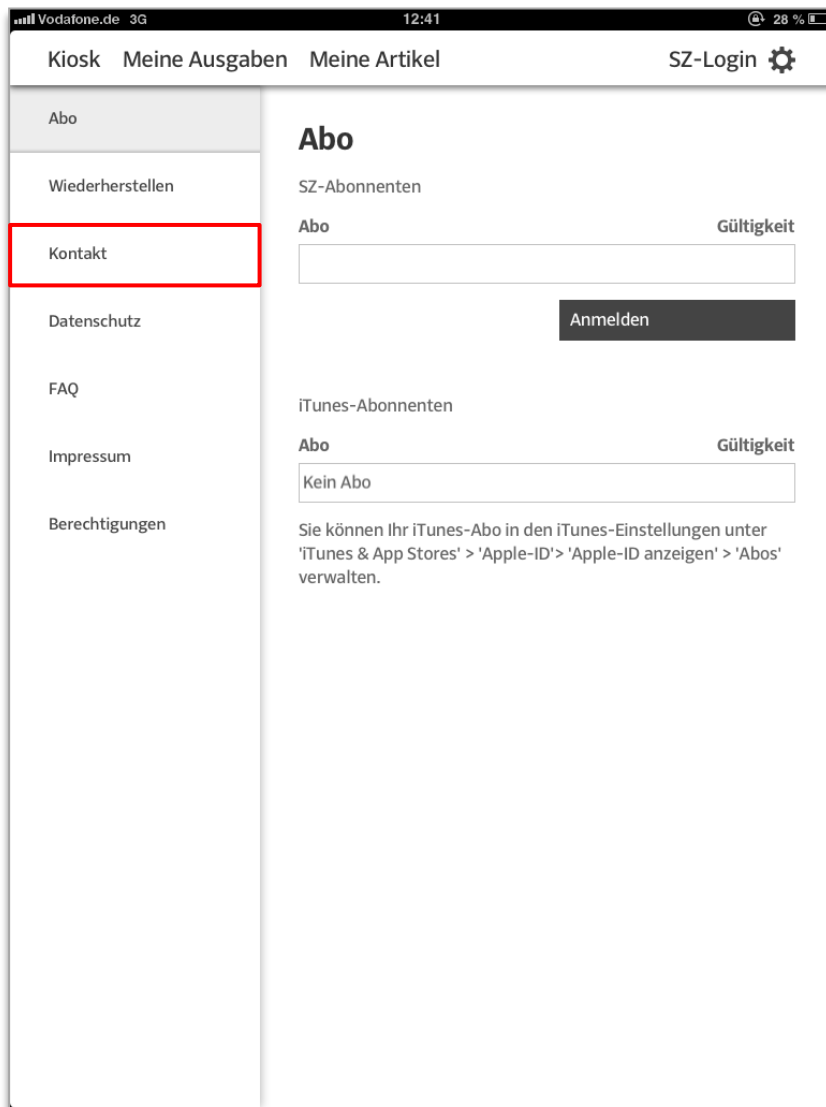 Vodafone.de 3G 12:41 28 %
Kiosk Meine Ausgaben Meine Artikel SZ-Login
Abo
Wiederherstellen
Kontakt
Datenschutz
FAQ
Impressum
Berechtigungen
Abo
SZ-Abonnenten
Abo Gültigkeit
Anmelden
iTunes-Abonnenten
Abo Gültigkeit
Kein Abo
Sie können Ihr iTunes-Abo in den iTunes-Einstellungen unter
'iTunes & App Stores' > 'Apple-ID'> 'Apple-ID anzeigen' > 'Abos'
verwalten.